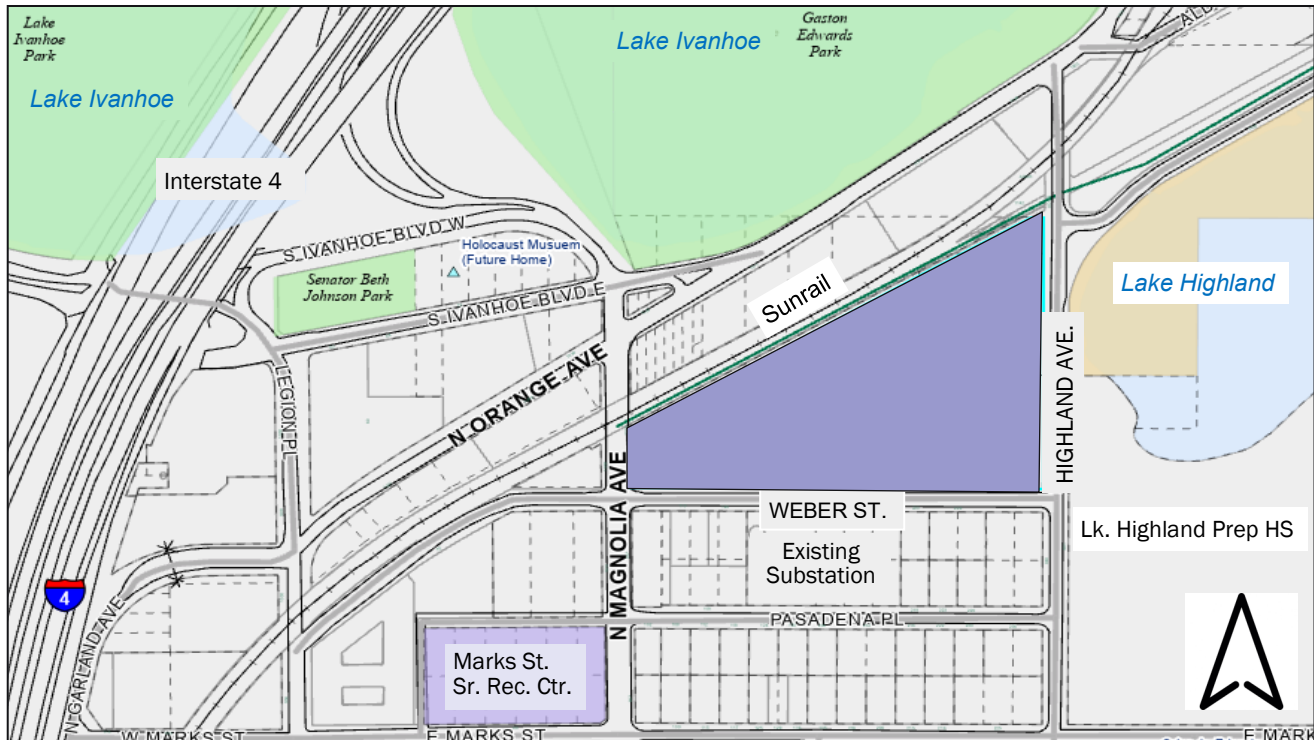 Lake
Ivanhoe
Park
Lake Ivanhoe
Gaston
Edwards
Park
Lake Ivanhoe
Interstate 4
S IVANHOE BLVD W
Holocaust Musuem
(Future Home)
Senator Beth
Johnson Park
S IVANHOE BLVD E
Sunrail
Lake Highland
HIGHLAND AVE.
LEGION PL
N ORANGE AVE
N MAGNOLIA AVE
WEBER ST.
Lk. Highland Prep HS
Existing
Substation
4
N GARLAND AVE
PASADENA PL
Marks St.
Sr. Rec. Ctr.
W MARKS ST
E MARKS ST
E MARK